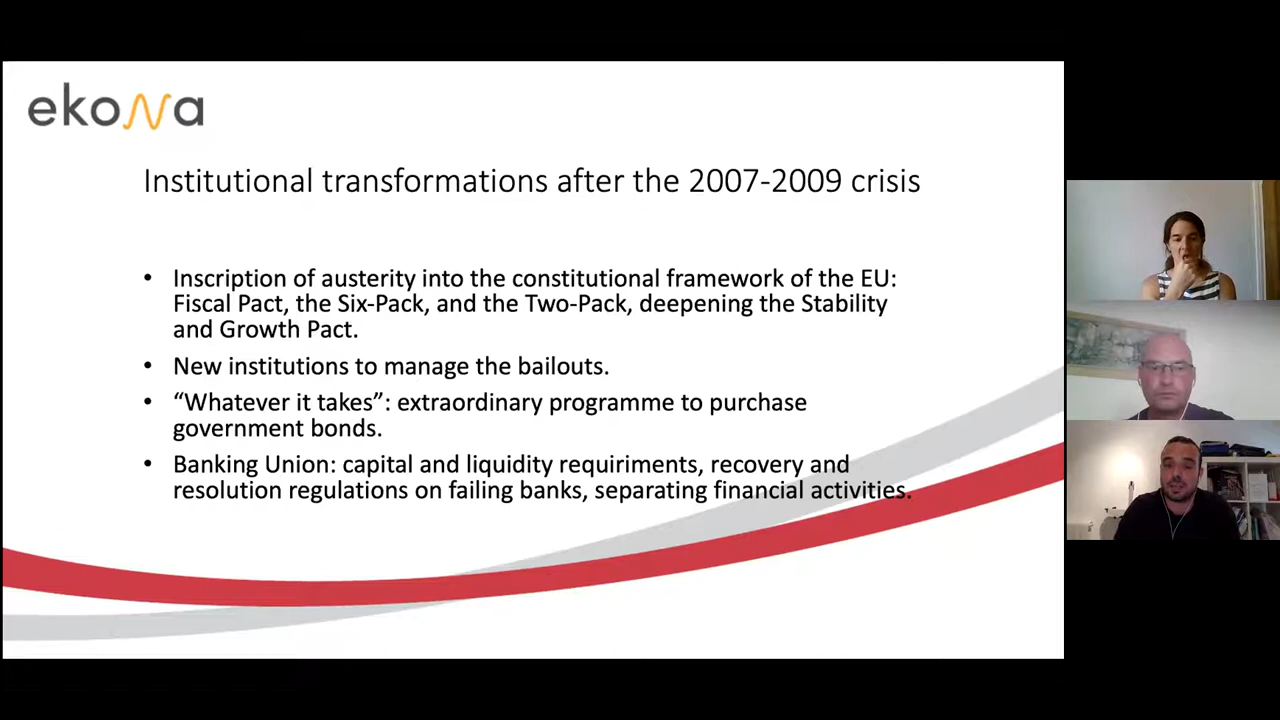 ekona
Institutional transformations after the 2007-2009 crisis
• Inscription of austerity into the constitutional framework of the EU:
Fiscal Pact, the Six-Pack, and the Two-Pack, deepening the Stability
and Growth Pact.
• New institutions to manage the bailouts.
• “Whatever it takes”: extraordinary programme to purchase
government bonds.
• Banking Union: capital and liquidity requiriments, recovery and
resolution regulations on failing banks, separating financial activities.